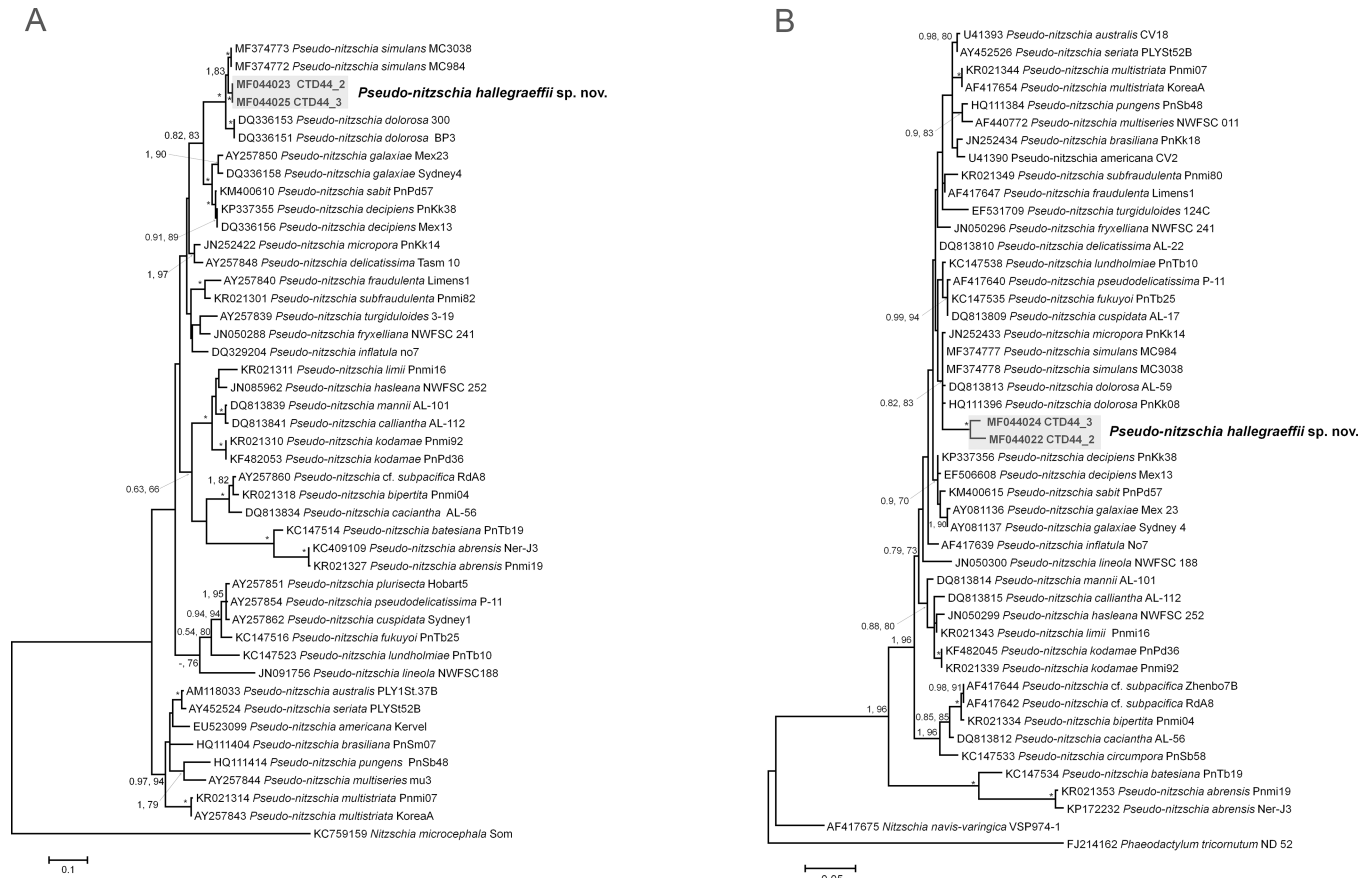 A
MF374773 Pseudo-nitzschia simulans MC3038
MF374772 Pseudo-nitzschia simulans MC984
MF044023 CTD44_2
MF044025 CTD44_3
Pseudo-nitzschia hallegraeffii sp. nov.
DQ336153 Pseudo-nitzschia dolorosa 300
DQ336151 Pseudo-nitzschia dolorosa BP3
AY257850 Pseudo-nitzschia galaxiae Mex23
DQ336158 Pseudo-nitzschia galaxiae Sydney4
KM400610 Pseudo-nitzschia sabit PnPd57
KP337355 Pseudo-nitzschia decipiens PnKk38
DQ336156 Pseudo-nitzschia decipiens Mex13
JN252422 Pseudo-nitzschia micropora PnKk14
AY257848 Pseudo-nitzschia delicatissima Tasm 10
AY257840 Pseudo-nitzschia fraudulenta Limens1
KR021301 Pseudo-nitzschia subfraudulenta Pnmi82
AY257839 Pseudo-nitzschia turgiduloides 3-19
JN050288 Pseudo-nitzschia fryxelliana NWFSC 241
DQ329204 Pseudo-nitzschia inflatula no7
KR021311 Pseudo-nitzschia limii Pnmi16
JN085962 Pseudo-nitzschia hasleana NWFSC 252
DQ813839 Pseudo-nitzschia mannii AL-101
DQ813841 Pseudo-nitzschia calliantha AL-112
KR021310 Pseudo-nitzschia kodamae Pnmi92
KF482053 Pseudo-nitzschia kodamae PnPd36
AY257860 Pseudo-nitzschia cf. subpacifica RdA8
KR021318 Pseudo-nitzschia bipertita Pnmi04
DQ813834 Pseudo-nitzschia caciantha AL-56
KC147514 Pseudo-nitzschia batesiana PnTb19
KC409109 Pseudo-nitzschia abrensis Ner-J3
KR021327 Pseudo-nitzschia abrensis Pnmi19
AY257851 Pseudo-nitzschia plurisecta Hobart5
AY257854 Pseudo-nitzschia pseudodelicatissima P-11
AY257862 Pseudo-nitzschia cuspidata Sydney1
KC147516 Pseudo-nitzschia fukuyoi PnTb25
KC147523 Pseudo-nitzschia lundholmiae PnTb10
JN091756 Pseudo-nitzschia lineola NWFSC188
AM118033 Pseudo-nitzschia australis PLY1St.37B
AY452524 Pseudo-nitzschia seriata PLYSt52B
EU523099 Pseudo-nitzschia americana Kervel
HQ111404 Pseudo-nitzschia brasiliana PnSm07
HQ111414 Pseudo-nitzschia pungens PnSb48
AY257844 Pseudo-nitzschia multiseries mu3
KR021314 Pseudo-nitzschia multistriata Pnmi07
AY257843 Pseudo-nitzschia multistriata KoreaA
KC759159 Nitzschia microcephala Som
1,83
0.82, 83
1, 90
0.91, 89
1, 97
0.63, 66
1, 82
1, 95
0.94, 94
0.54, 80
-, 76
0.97, 94
1, 79
0.1
B
U41393 Pseudo-nitzschia australis CV18
AY452526 Pseudo-nitzschia seriata PLYSt52B
KR021344 Pseudo-nitzschia multistriata Pnmi07
AF417654 Pseudo-nitzschia multistriata KoreaA
HQ111384 Pseudo-nitzschia pungens PnSb48
AF440772 Pseudo-nitzschia multiseries NWFSC 011
JN252434 Pseudo-nitzschia brasiliana PnKk18
U41390 Pseudo-nitzschia americana CV2
KR021349 Pseudo-nitzschia subfraudulenta Pnmi80
AF417647 Pseudo-nitzschia fraudulenta Limens1
EF531709 Pseudo-nitzschia turgiduloides 124C
JN050296 Pseudo-nitzschia fryxelliana NWFSC 241
DQ813810 Pseudo-nitzschia delicatissima AL-22
KC147538 Pseudo-nitzschia lundholmiae PnTb10
AF417640 Pseudo-nitzschia pseudodelicatissima P-11
KC147535 Pseudo-nitzschia fukuyoi PnTb25
DQ813809 Pseudo-nitzschia cuspidata AL-17
JN252433 Pseudo-nitzschia micropora PnKk14
MF374777 Pseudo-nitzschia simulans MC984
MF374778 Pseudo-nitzschia simulans MC3038
DQ813813 Pseudo-nitzschia dolorosa AL-59
HQ111396 Pseudo-nitzschia dolorosa PnKk08
MF044024 CTD44_3
MF044022 CTD44_2
Pseudo-nitzschia hallegraeffii sp. nov.
KP337356 Pseudo-nitzschia decipiens PnKk38
EF506608 Pseudo-nitzschia decipiens Mex13
KM400615 Pseudo-nitzschia sabit PnPd57
AY081136 Pseudo-nitzschia galaxiae Mex 23
AY081137 Pseudo-nitzschia galaxiae Sydney 4
AF417639 Pseudo-nitzschia inflatula No7
JN050300 Pseudo-nitzschia lineola NWFSC 188
DQ813814 Pseudo-nitzschia mannii AL-101
DQ813815 Pseudo-nitzschia calliantha AL-112
JN050299 Pseudo-nitzschia hasleana NWFSC 252
KR021343 Pseudo-nitzschia limii Pnmi16
KF482045 Pseudo-nitzschia kodamae PnPd36
KR021339 Pseudo-nitzschia kodamae Pnmi92
AF417644 Pseudo-nitzschia cf. subpacifica Zhenbo7B
AF417642 Pseudo-nitzschia cf. subpacifica RdA8
KR021334 Pseudo-nitzschia bipertita Pnmi04
DQ813812 Pseudo-nitzschia caciantha AL-56
KC147533 Pseudo-nitzschia circumpora PnSb58
KC147534 Pseudo-nitzschia batesiana PnTb19
KR021353 Pseudo-nitzschia abrensis Pnmi19
KP172232 Pseudo-nitzschia abrensis Ner-J3
AF417675 Nitzschia navis-varingica VSP974-1
FJ214162 Phaeodactylum tricornutum ND 52
0.98, 80
0.9, 83
0.99, 94
0.82, 83
0.9, 70
1, 90
0.79, 73
0.88, 80
1, 96
0.98, 91
1, 96
0.85, 85
1, 96